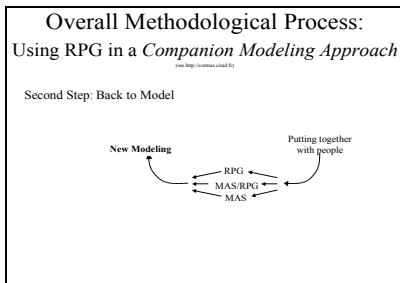 Overall Methodological Process:
Using RPG in a Companion Modeling Approach
(see http://cormas.cirad.fr)
Second Step: Back to Model
Putting together
with people
New Modeling
RPG
MAS/RPG
MAS